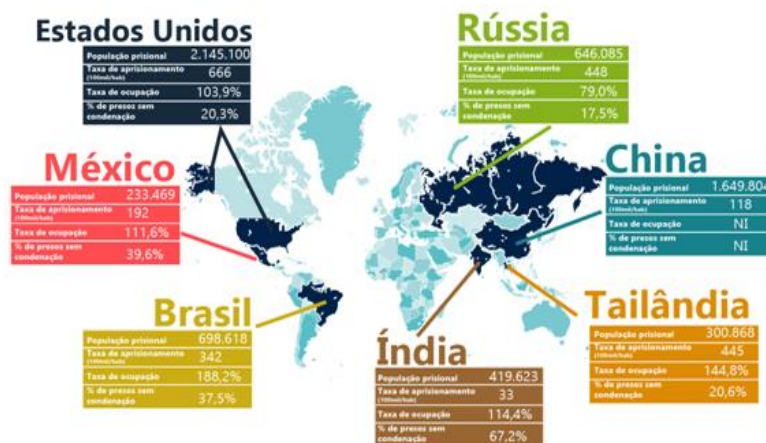 Estados Unidos
População prisional 2.145.100
Taxa de aprisionamento
(100mil/hab) 666
Taxa de ocupação 103,9%
% de presos sem
condenação 20,3%
Rússia
População prisional 646.085
Taxa de aprisionamento
(100mil/hab) 448
Taxa de ocupação 79,0%
% de presos sem
condenação 17,5%
México
População prisional 233.469
Taxa de aprisionamento
(100mil/hab) 192
Taxa de ocupação 111,6%
% de presos sem
condenação 39,6%
China
População prisional 1.649.804
Taxa de aprisionamento
(100mil/hab) 118
Taxa de ocupação NI
% de presos sem
condenação NI
Brasil
População prisional 698.618
Taxa de aprisionamento
(100mil/hab) 342
Taxa de ocupação 188,2%
% de presos sem
condenação 37,5%
Índia
População prisional 419.623
Taxa de aprisionamento
(100mil/hab) 33
Taxa de ocupação 114,4%
% de presos sem
condenação 67,2%
Tailândia
População prisional 300.868
Taxa de aprisionamento
(100mil/hab) 445
Taxa de ocupação 144,8%
% de presos sem
condenação 20,6%